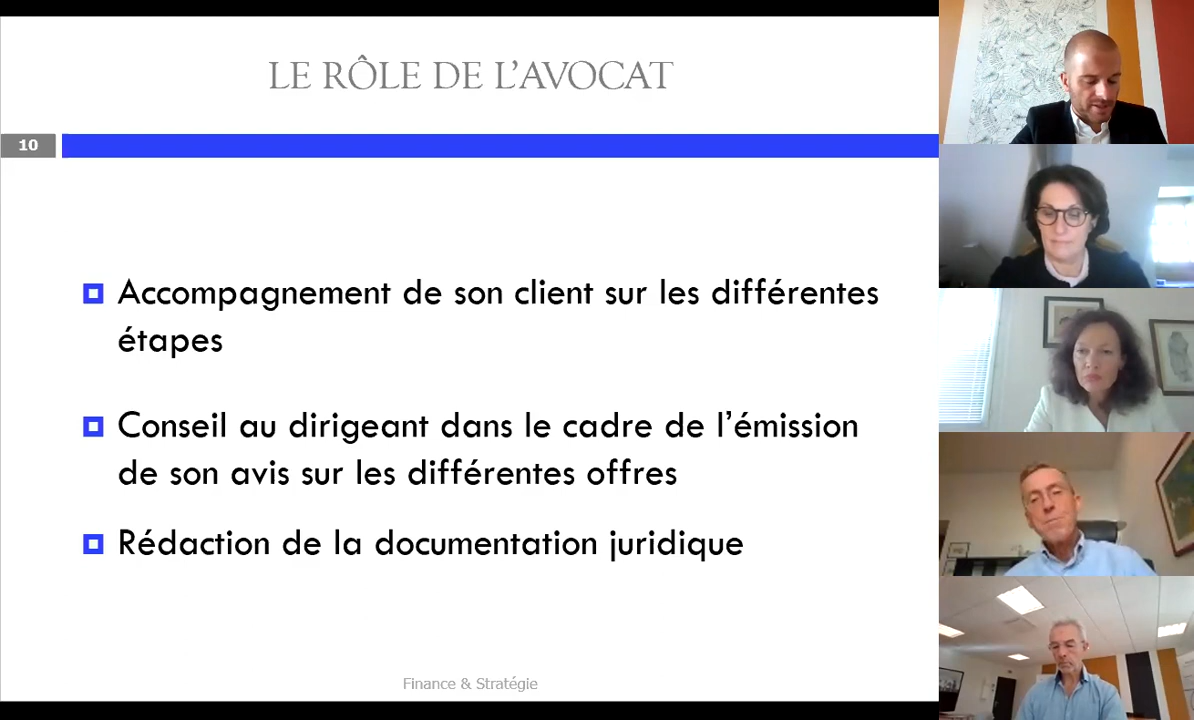 LE RÔLE DE L'AVOCAT
10
Accompagnement de son client sur les différentes
étapes
Conseil au dirigeant dans le cadre de l'émission
de son avis sur les différentes offres
Rédaction de la documentation juridique
Finance & Stratégie